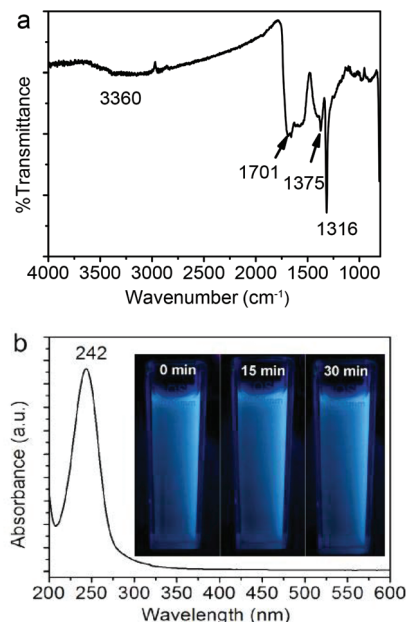 a
%Transmittance
3360
1701
1375
1316
4000 3500 3000 2500 2000 1500 1000
Wavenumber (cm-1)
b
242
0 min 15 min 30 min
Absorbance (a.u.)
200 250 300 350 400 450 500 550 600
Wavelength (nm)